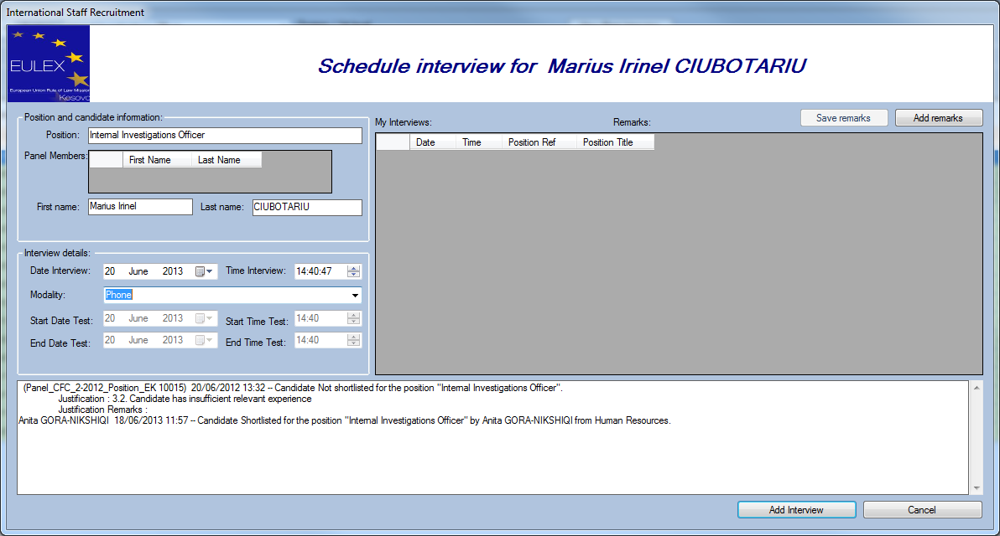 International Staff Recruitment
EULEX
European Union Rule of Law Mission
Kosovo
Schedule interview for Marius Irinel CIUBOTARIU
Position and candidate information:
Position: Internal Investigations Officer
Panel Members: First Name Last Name
First name: Marius Irinel Last name: CIUBOTARIU
My Interviews: Remarks: Save remarks Add remarks
Date Time Position Ref Position Title
Interview details:
Date Interview: 20 June 2013 Time Interview: 14:40:47
Modality: Phone
Start Date Test: 20 June 2013 Start Time Test: 14:40
End Date Test: 20 June 2013 End Time Test: 14:40
(Panel_CFC_2-2012_Position_EK 10015) 20/06/2012 13:32 -- Candidate Not shortlisted for the position "Internal Investigations Officer".
Justification : 3.2. Candidate has insufficient relevant experience
Justification Remarks :
Anita GORA-NIKSHIQI 18/06/2013 11:57 -- Candidate Shortlisted for the position "Internal Investigations Officer" by Anita GORA-NIKSHIQI from Human Resources.
Add Interview Cancel